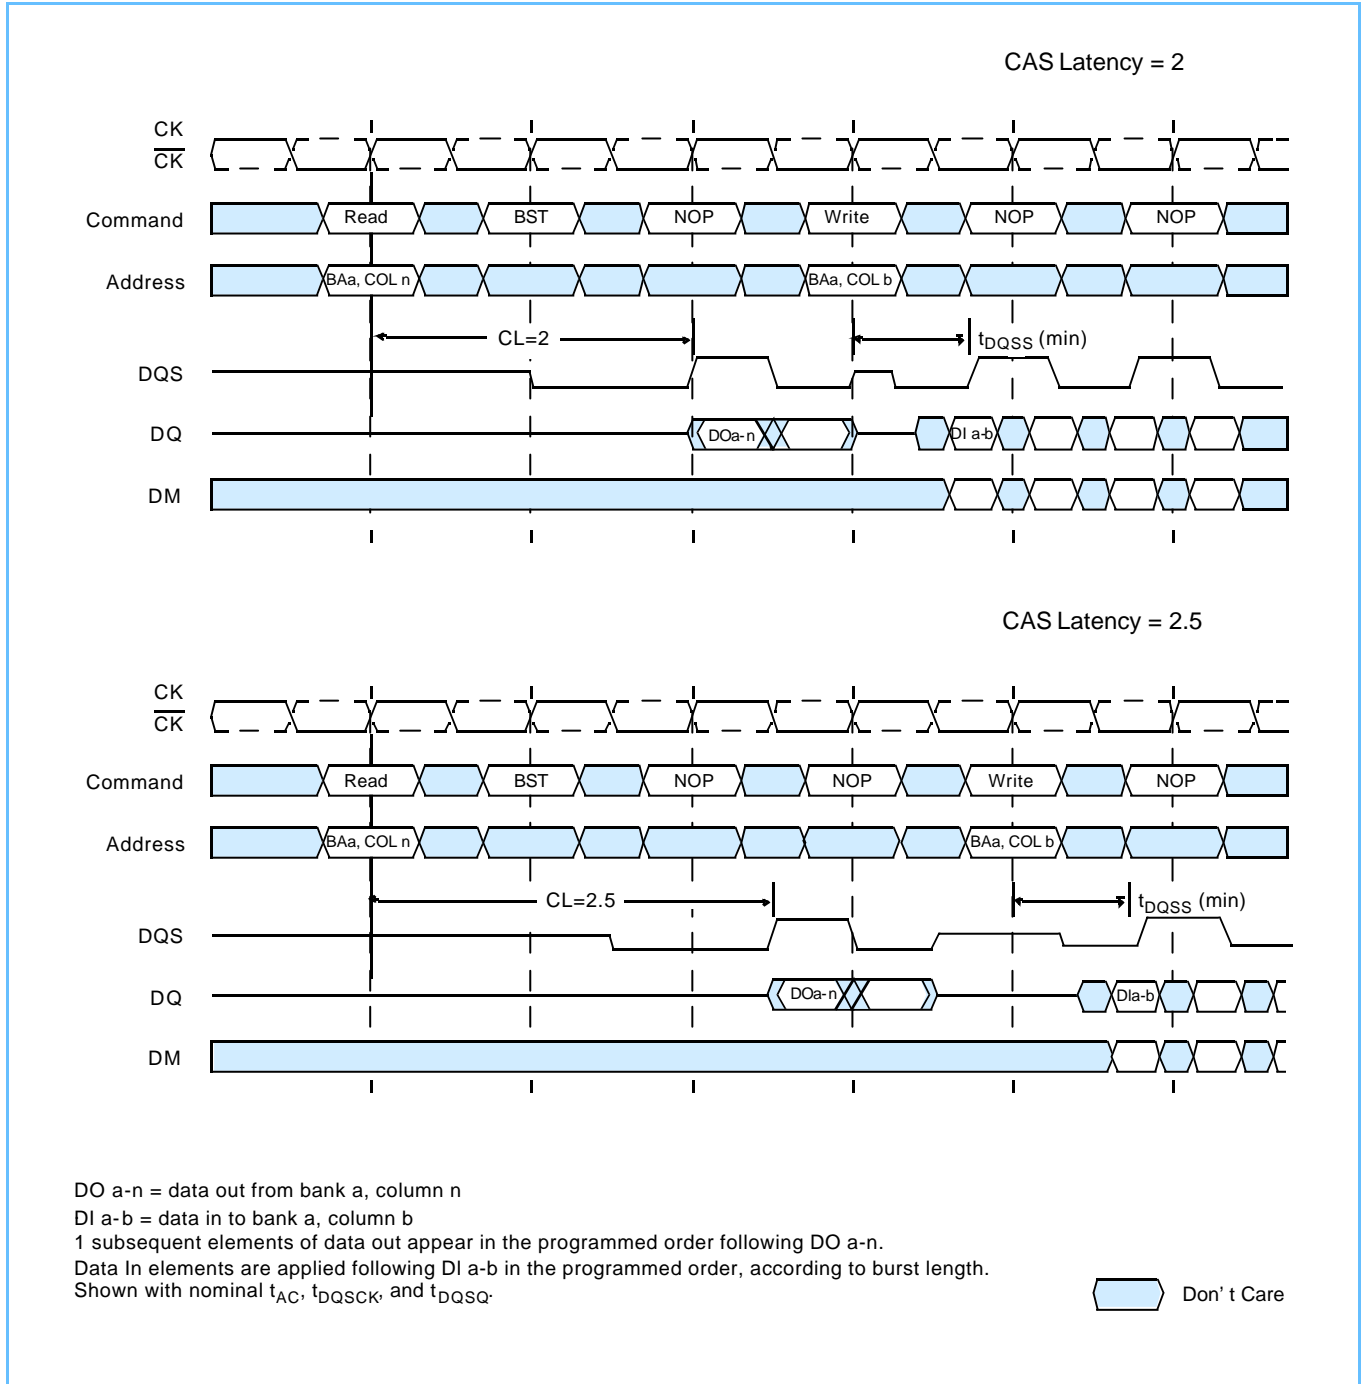 CAS Latency = 2
CK
CK
Command Read BST NOP Write NOP NOP
Address BAa, COL n BAa, COL b
CL=2 tDQSS (min)
DQS
DQ DOa-n DI a-b
DM
CAS Latency = 2.5
CK
CK
Command Read BST NOP NOP Write NOP
Address BAa, COL n BAa, COL b
CL=2.5 tDQSS (min)
DQS
DQ DOa-n DIa-b
DM
DO a-n = data out from bank a, column n
DI a-b = data in to bank a, column b
1 subsequent elements of data out appear in the programmed order following DO a-n.
Data In elements are applied following DI a-b in the programmed order, according to burst length.
Shown with nominal tAC, tDQSCK, and tDQSQ.
Don' t Care